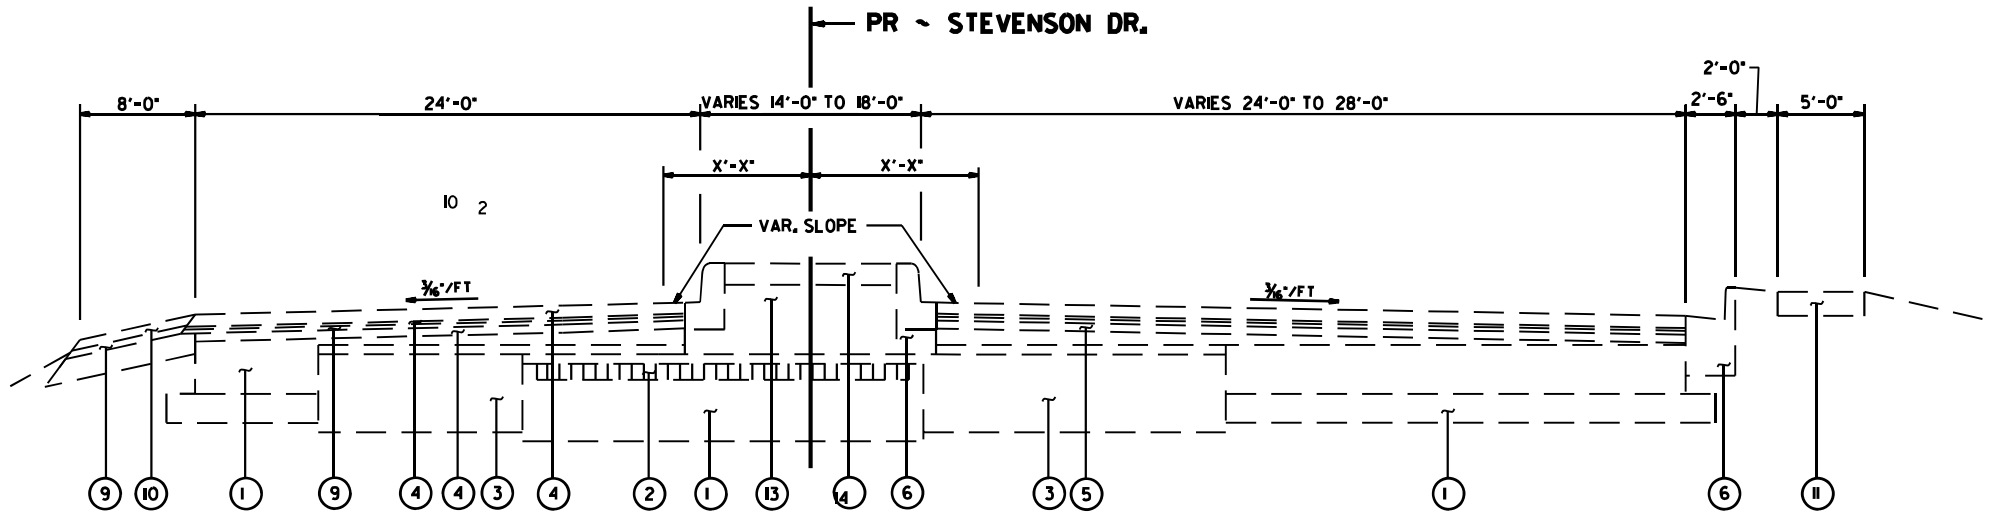 PR ~ STEVENSON DR.
2'-0"
8'-0"
24'-0"
VARIES 14'-0" TO 18'-0"
VARIES 24'-0" TO 28'-0"
2'-6"
5'-0"
X'-X"
X'-X"
10
2
VAR. SLOPE
3/16"/FT
3/16"/FT
9 10 1 9 4 4 3 4 2 1 13 14 6 3 5 1 6 11